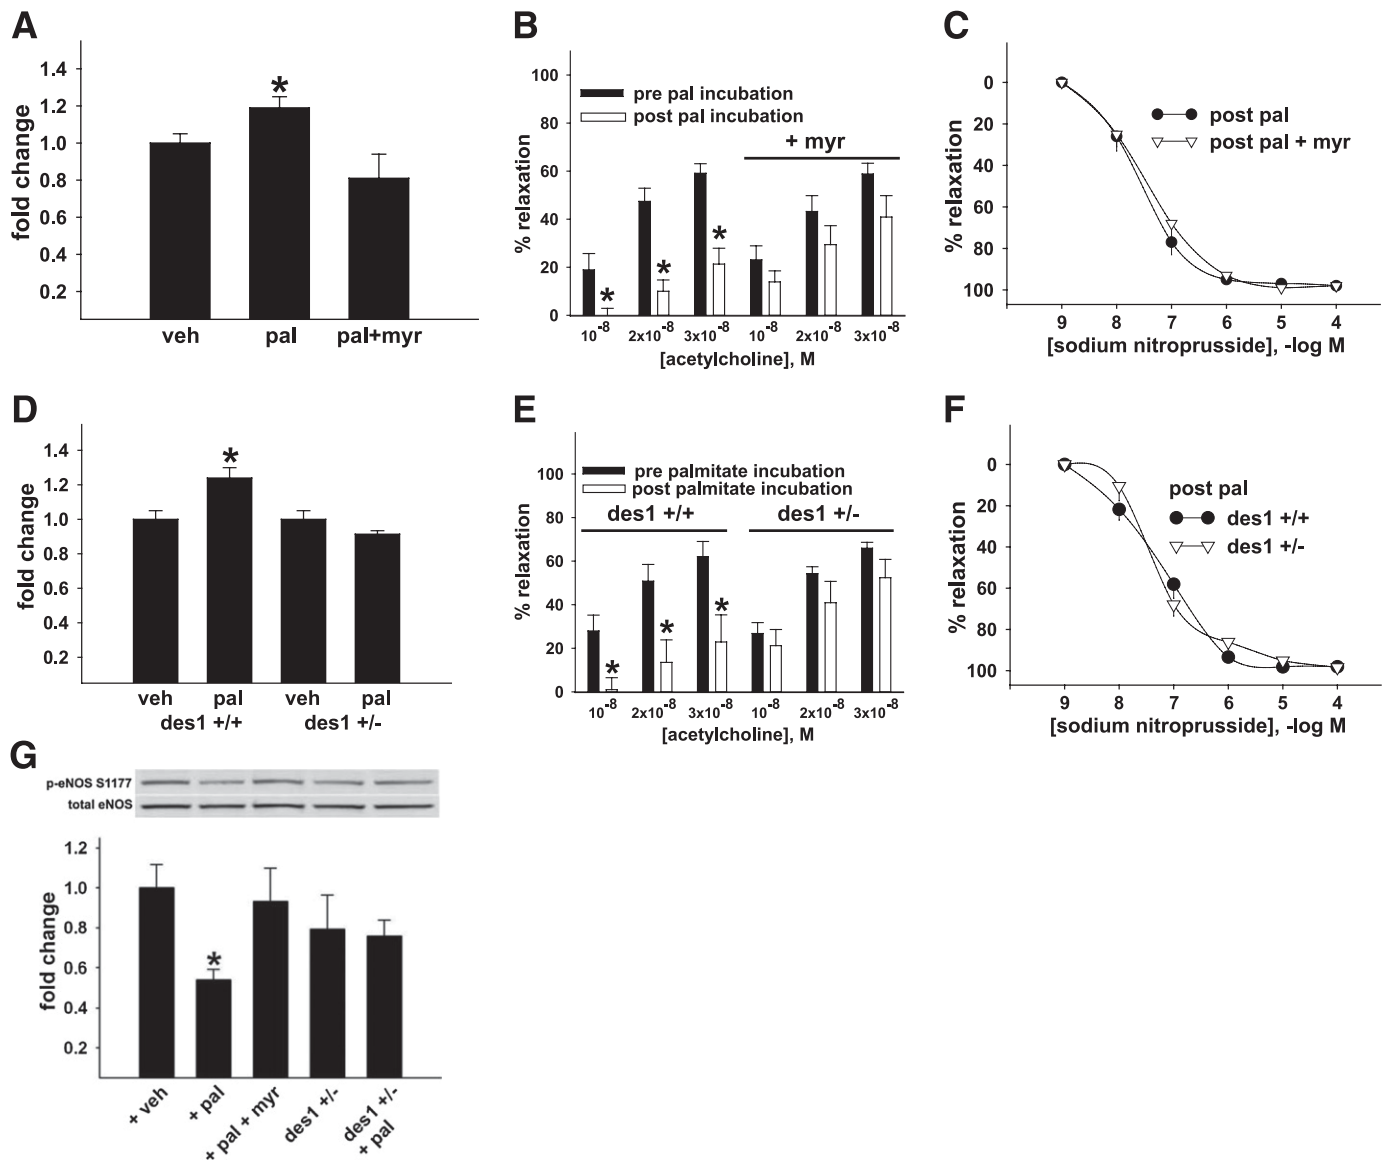 A
fold change
1.4
1.2
1.0
0.8
0.6
0.4
0.2
*
veh pal pal+myr
B
% relaxation
100
80
60
40
20
0
pre pal incubation
post pal incubation
+ myr
* * *
10-8 2x10-8 3x10-8 10-8 2x10-8 3x10-8
[acetylcholine], M
C
% relaxation
0
20
40
60
80
100
post pal
post pal + myr
9 8 7 6 5 4
[sodium nitroprusside], -log M
D
fold change
1.4
1.2
1.0
0.8
0.6
0.4
0.2
*
veh pal veh pal
des1 +/+ des1 +/-
E
% relaxation
100
80
60
40
20
0
pre palmitate incubation
post palmitate incubation
des1 +/+ des1 +/-
* * *
10-8 2x10-8 3x10-8 10-8 2x10-8 3x10-8
[acetylcholine], M
F
% relaxation
0
20
40
60
80
100
post pal
des1 +/+
des1 +/-
9 8 7 6 5 4
[sodium nitroprusside], -log M
G
p-eNOS S1177
total eNOS
fold change
1.2
1.0
0.8
0.6
0.4
0.2
*
+ veh
+ pal
+ pal + myr
des1 +/-
des1 +/-
+ pal